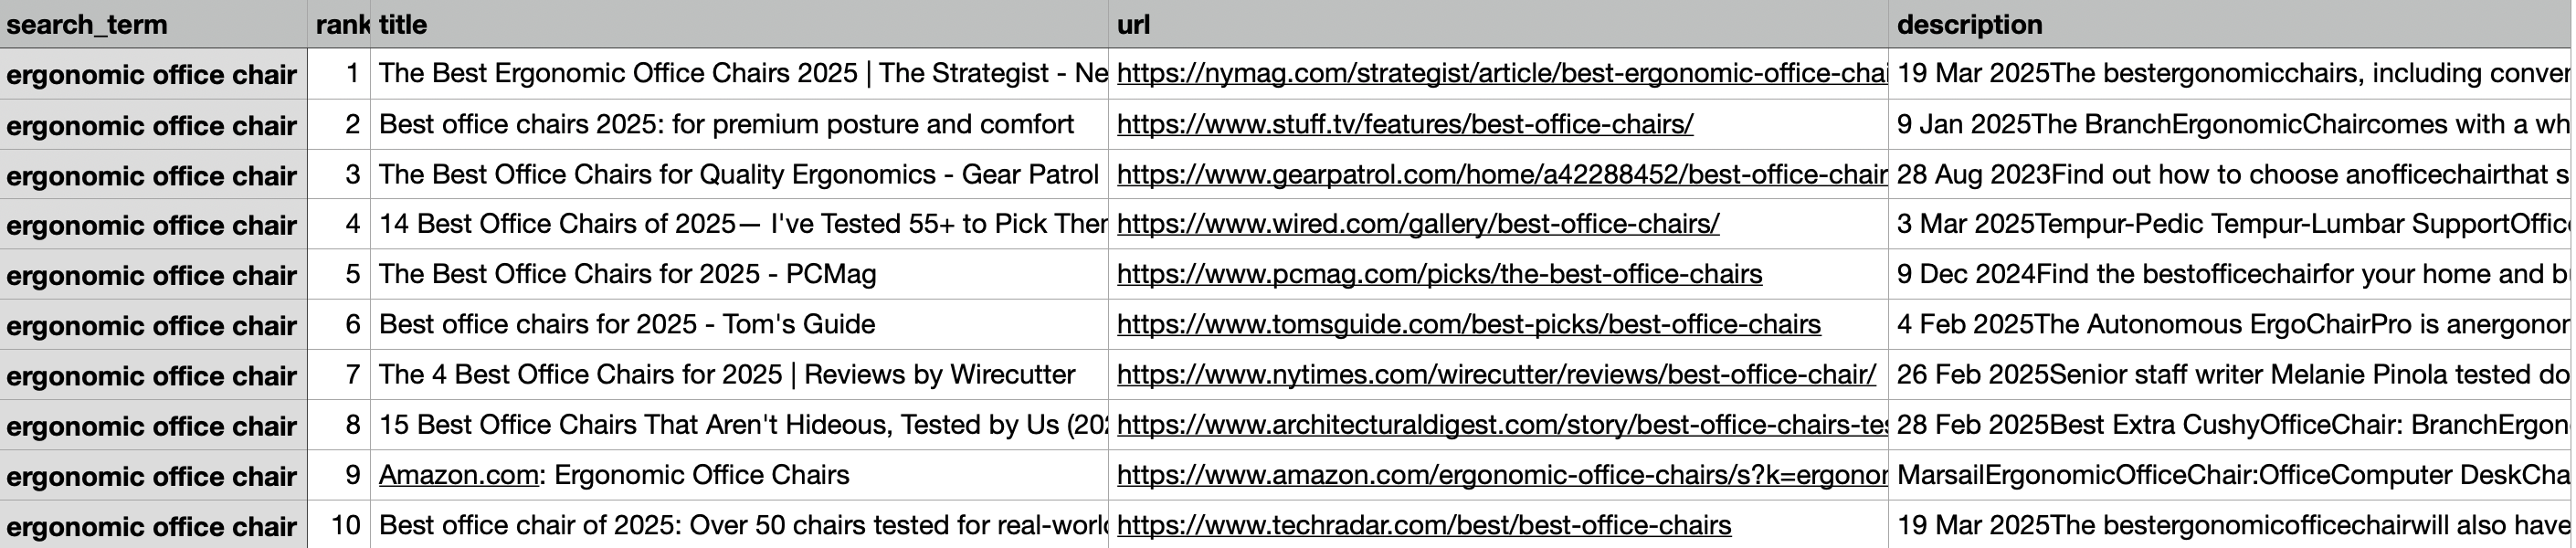 search_term rank title url description
ergonomic office chair 1 The Best Ergonomic Office Chairs 2025 | The Strategist - Ne https://nymag.com/strategist/article/best-ergonomic-office-chai 19 Mar 2025The bestergonomicchairs, including conver
ergonomic office chair 2 Best office chairs 2025: for premium posture and comfort https://www.stuff.tv/features/best-office-chairs/ 9 Jan 2025The BranchErgonomicChaircomes with a wh
ergonomic office chair 3 The Best Office Chairs for Quality Ergonomics - Gear Patrol https://www.gearpatrol.com/home/a42288452/best-office-chair 28 Aug 2023Find out how to choose anofficechairthat s
ergonomic office chair 4 14 Best Office Chairs of 2025— I've Tested 55+ to Pick Ther https://www.wired.com/gallery/best-office-chairs/ 3 Mar 2025Tempur-Pedic Tempur-Lumbar SupportOffic
ergonomic office chair 5 The Best Office Chairs for 2025 - PCMag https://www.pcmag.com/picks/the-best-office-chairs 9 Dec 2024Find the bestofficechairfor your home and b
ergonomic office chair 6 Best office chairs for 2025 - Tom's Guide https://www.tomsguide.com/best-picks/best-office-chairs 4 Feb 2025The Autonomous ErgoChairPro is anergonor
ergonomic office chair 7 The 4 Best Office Chairs for 2025 | Reviews by Wirecutter https://www.nytimes.com/wirecutter/reviews/best-office-chair/ 26 Feb 2025Senior staff writer Melanie Pinola tested do
ergonomic office chair 8 15 Best Office Chairs That Aren't Hideous, Tested by Us (202 https://www.architecturaldigest.com/story/best-office-chairs-tes 28 Feb 2025Best Extra CushyOfficeChair: BranchErgon
ergonomic office chair 9 Amazon.com: Ergonomic Office Chairs https://www.amazon.com/ergonomic-office-chairs/s?k=ergonor MarsailErgonomicOfficeChair:OfficeComputer DeskCha
ergonomic office chair 10 Best office chair of 2025: Over 50 chairs tested for real-world https://www.techradar.com/best/best-office-chairs 19 Mar 2025The bestergonomicofficechairwill also have